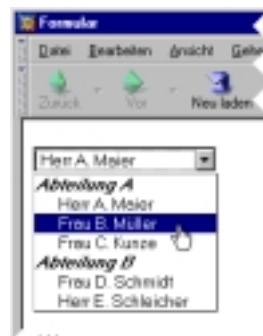 Formular
Datei Bearbeiten Ansicht Gehe
Zurück Vor Neu laden
Herr A. Maier
Abteilung A
Herr A. Maier
Frau B. Müller
Frau C. Kunze
Abteilung B
Frau D. Schmidt
Herr E. Schleicher